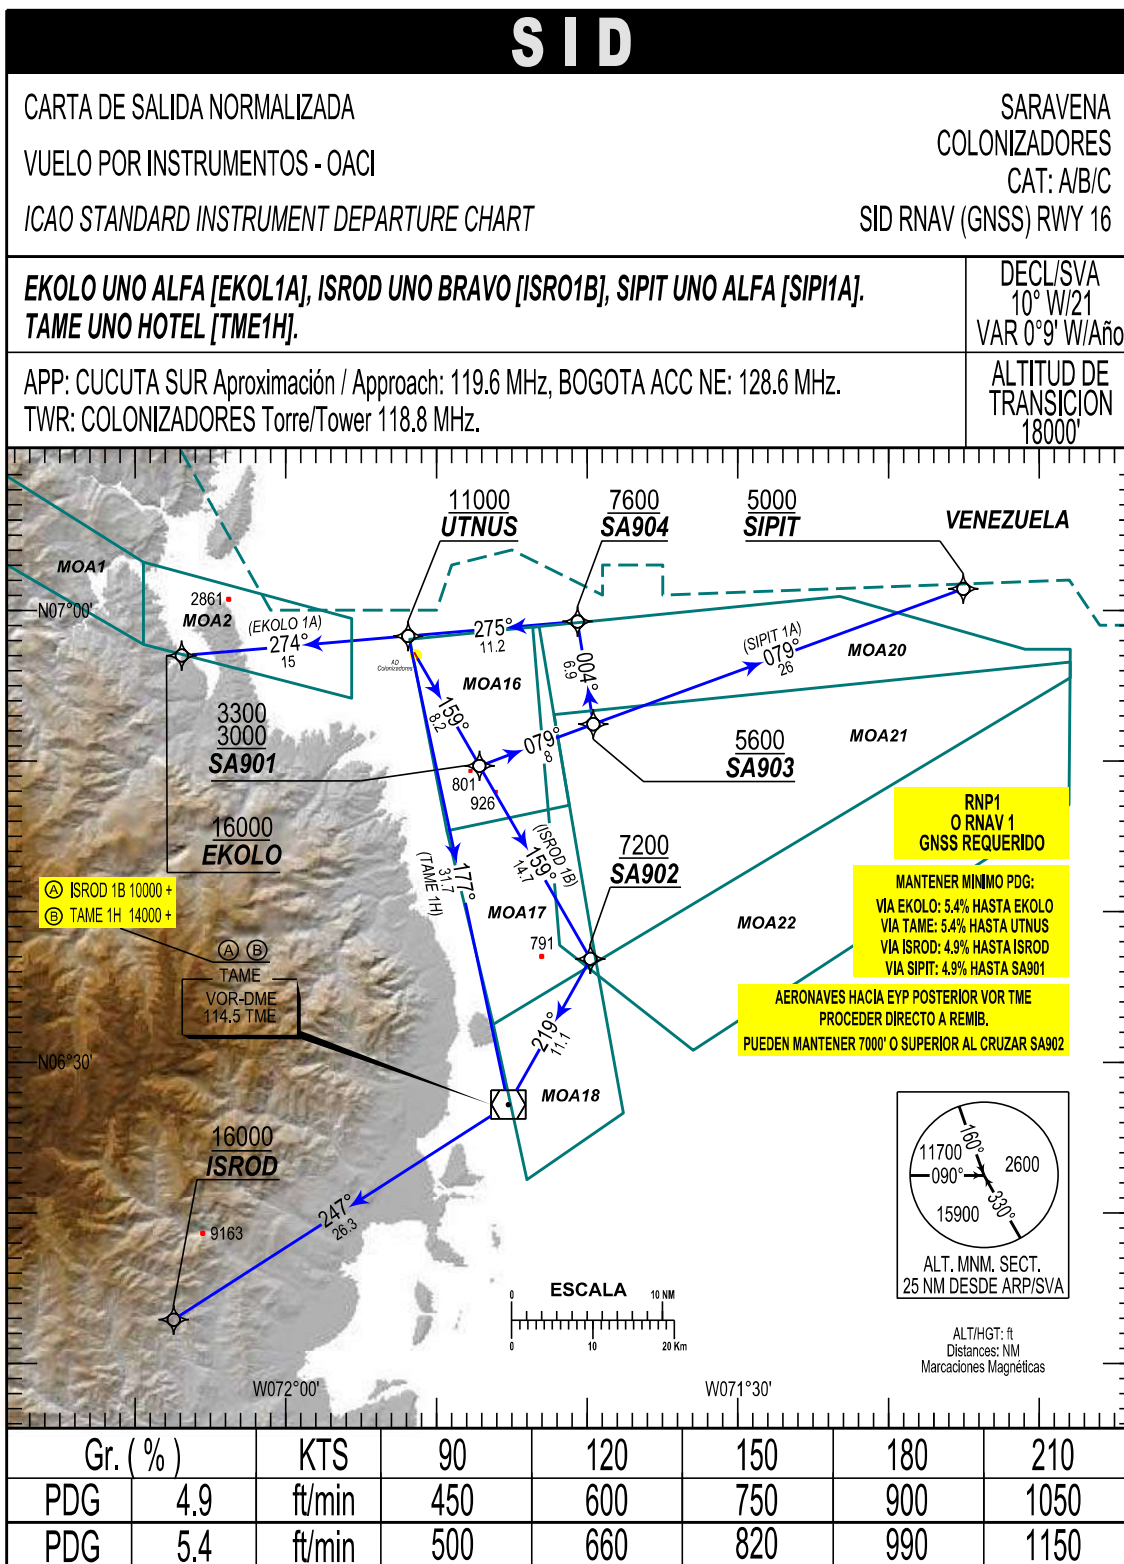 SID
CARTA DE SALIDA NORMALIZADA
VUELO POR INSTRUMENTOS - OACI
ICAO STANDARD INSTRUMENT DEPARTURE CHART
SARAVENA
COLONIZADORES
CAT: A/B/C
SID RNAV (GNSS) RWY 16
EKOLO UNO ALFA [EKOL1A], ISROD UNO BRAVO [ISRO1B], SIPIT UNO ALFA [SIPI1A].
TAME UNO HOTEL [TME1H].
DECL/SVA
10° W/21
VAR 0°9' W/Año
APP: CUCUTA SUR Aproximación / Approach: 119.6 MHz, BOGOTA ACC NE: 128.6 MHz.
TWR: COLONIZADORES Torre/Tower 118.8 MHz.
ALTITUD DE
TRANSICION
18000'
11000
UTNUS
7600
SA904
5000
SIPIT
VENEZUELA
MOA1
N07°00'
2861
MOA2
(EKOLO 1A)
274°
15
275°
11.2
AD
Colonizadores
004°
6.9
(SIPIT 1A)
079°
26
MOA20
MOA16
159°
8.2
079°
8
3300
3000
SA901
801
926
5600
SA903
MOA21
16000
EKOLO
RNP1
O RNAV 1
GNSS REQUERIDO
(ISROD 1B)
159°
14.7
7200
SA902
(TAME 1H)
177°
31.7
Ⓐ ISROD 1B 10000 +
Ⓑ TAME 1H 14000 +
MANTENER MINIMO PDG:
VIA EKOLO: 5.4% HASTA EKOLO
VIA TAME: 5.4% HASTA UTNUS
VIA ISROD: 4.9% HASTA ISROD
VIA SIPIT: 4.9% HASTA SA901
MOA17
MOA22
791
Ⓐ Ⓑ
TAME
VOR-DME
114.5 TME
AERONAVES HACIA EYP POSTERIOR VOR TME
PROCEDER DIRECTO A REMIB.
PUEDEN MANTENER 7000' O SUPERIOR AL CRUZAR SA902
219°
11.1
N06°30'
MOA18
16000
ISROD
9163
247°
26.3
160°
11700
090°
2600
330°
15900
ALT. MNM. SECT.
25 NM DESDE ARP/SVA
ESCALA
0 10 NM
0 10 20 Km
ALT/HGT: ft
Distances: NM
Marcaciones Magnéticas
W072°00'
W071°30'
Gr. ( % ) KTS 90 120 150 180 210
PDG 4.9 ft/min 450 600 750 900 1050
PDG 5.4 ft/min 500 660 820 990 1150